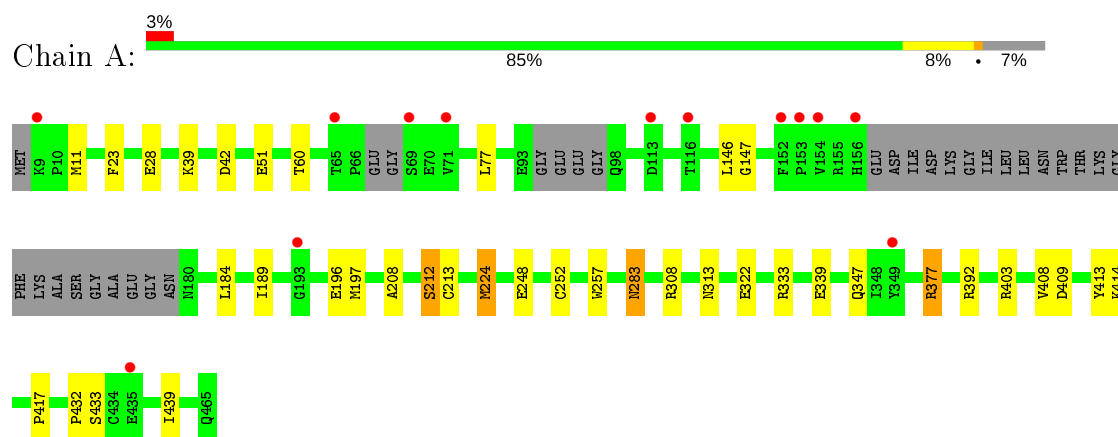 3%
Chain A:
85% 8% • 7%
MET K9 P10 M11 F23 E28 K39 D42 E51 T60 T65 P66 GLU GLY S69 E70 V71 L77 E93 GLY GLU GLU GLY Q98 D113 T116 L146 G147 F152 P153 V154 R155 H156 GLU ASP ILE ASP LYS GLY ILE LEU LEU ASN TRP THR LYS GLY
PHE LYS ALA SER GLY ALA GLU GLY ASN N180 L184 I189 G193 E196 M197 A208 S212 C213 M224 E248 C252 W257 N283 R308 N313 E322 R333 E339 Q347 I348 Y349 R377 R392 R403 V408 D409 Y413 K414
P417 P432 S433 C434 E435 I439 Q465